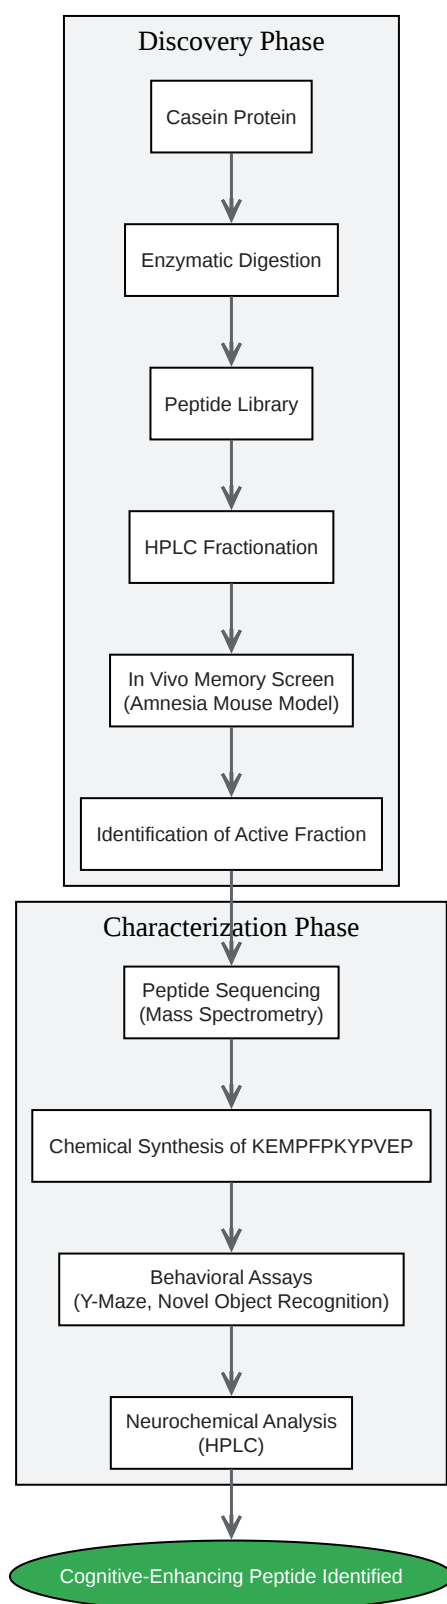 Discovery Phase
Casein Protein
Enzymatic Digestion
Peptide Library
HPLC Fractionation
In Vivo Memory Screen
(Amnesia Mouse Model)
Identification of Active Fraction
Characterization Phase
Peptide Sequencing
(Mass Spectrometry)
Chemical Synthesis of KEMPFPKYPVEP
Behavioral Assays
(Y-Maze, Novel Object Recognition)
Neurochemical Analysis
(HPLC)
Cognitive-Enhancing Peptide Identified